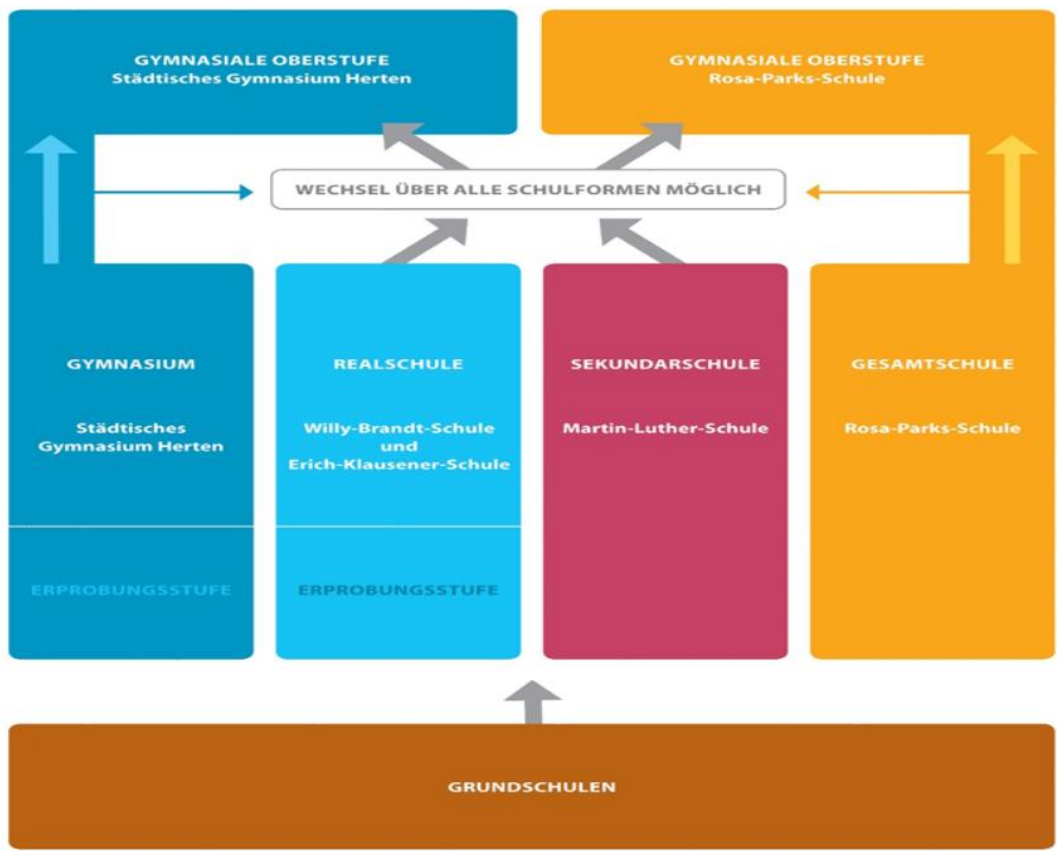 GYMNASIALE OBERSTUFE
Städtisches Gymnasium Herten
GYMNASIALE OBERSTUFE
Rosa-Parks-Schule
WECHSEL ÜBER ALLE SCHULFORMEN MÖGLICH
GYMNASIUM
Städtisches
Gymnasium Herten
ERPROBUNGSSTUFE
REALSCHULE
Willy-Brandt-Schule
und
Erich-Klausener-Schule
ERPROBUNGSSTUFE
SEKUNDARSCHULE
Martin-Luther-Schule
GESAMTSCHULE
Rosa-Parks-Schule
GRUNDSCHULEN